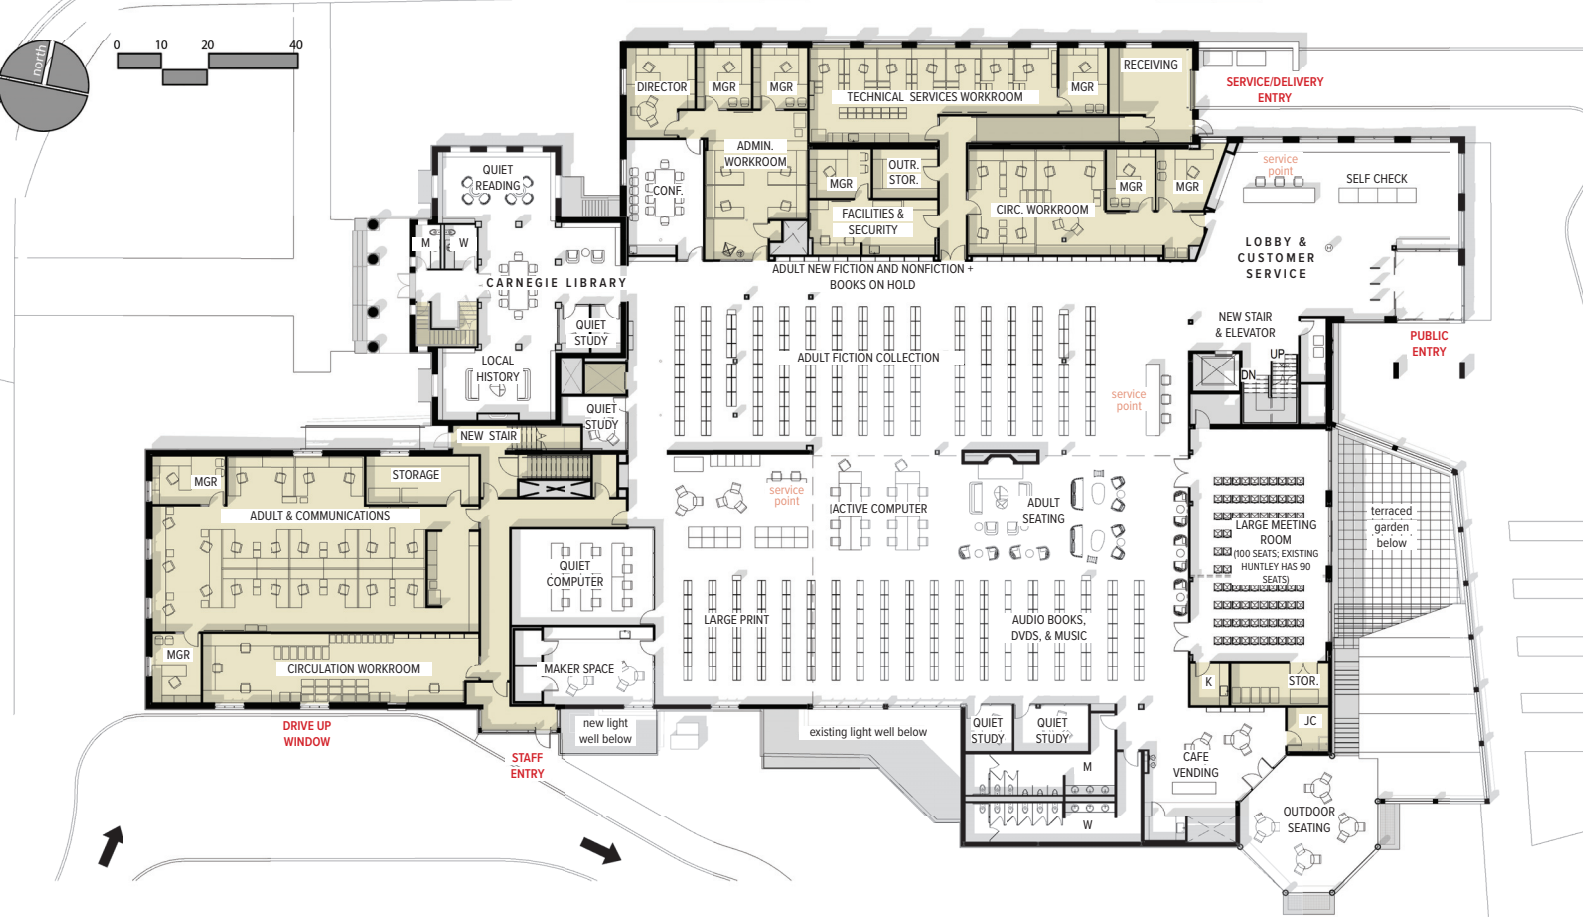 north
0 10 20 40
DIRECTOR
MGR
MGR
TECHNICAL SERVICES WORKROOM
MGR
RECEIVING
SERVICE/DELIVERY
ENTRY
ADMIN.
WORKROOM
CONF.
MGR
OUTR.
STOR.
FACILITIES &
SECURITY
CIRC. WORKROOM
MGR
MGR
service
point
SELF CHECK
LOBBY &
CUSTOMER
SERVICE
QUIET
READING
M
W
CARNEGIE LIBRARY
QUIET
STUDY
LOCAL
HISTORY
QUIET
STUDY
NEW STAIR
ADULT NEW FICTION AND NONFICTION +
BOOKS ON HOLD
ADULT FICTION COLLECTION
service
point
NEW STAIR
& ELEVATOR
UP
DN
PUBLIC
ENTRY
MGR
STORAGE
ADULT & COMMUNICATIONS
service
point
ACTIVE COMPUTER
ADULT
SEATING
LARGE MEETING
ROOM
(100 SEATS; EXISTING
HUNTLEY HAS 90
SEATS)
terraced
garden
below
QUIET
COMPUTER
LARGE PRINT
AUDIO BOOKS,
DVDS, & MUSIC
MGR
CIRCULATION WORKROOM
MAKER SPACE
K
STOR.
JC
DRIVE UP
WINDOW
STAFF
ENTRY
new light
well below
existing light well below
QUIET
STUDY
QUIET
STUDY
M
W
CAFE
VENDING
OUTDOOR
SEATING